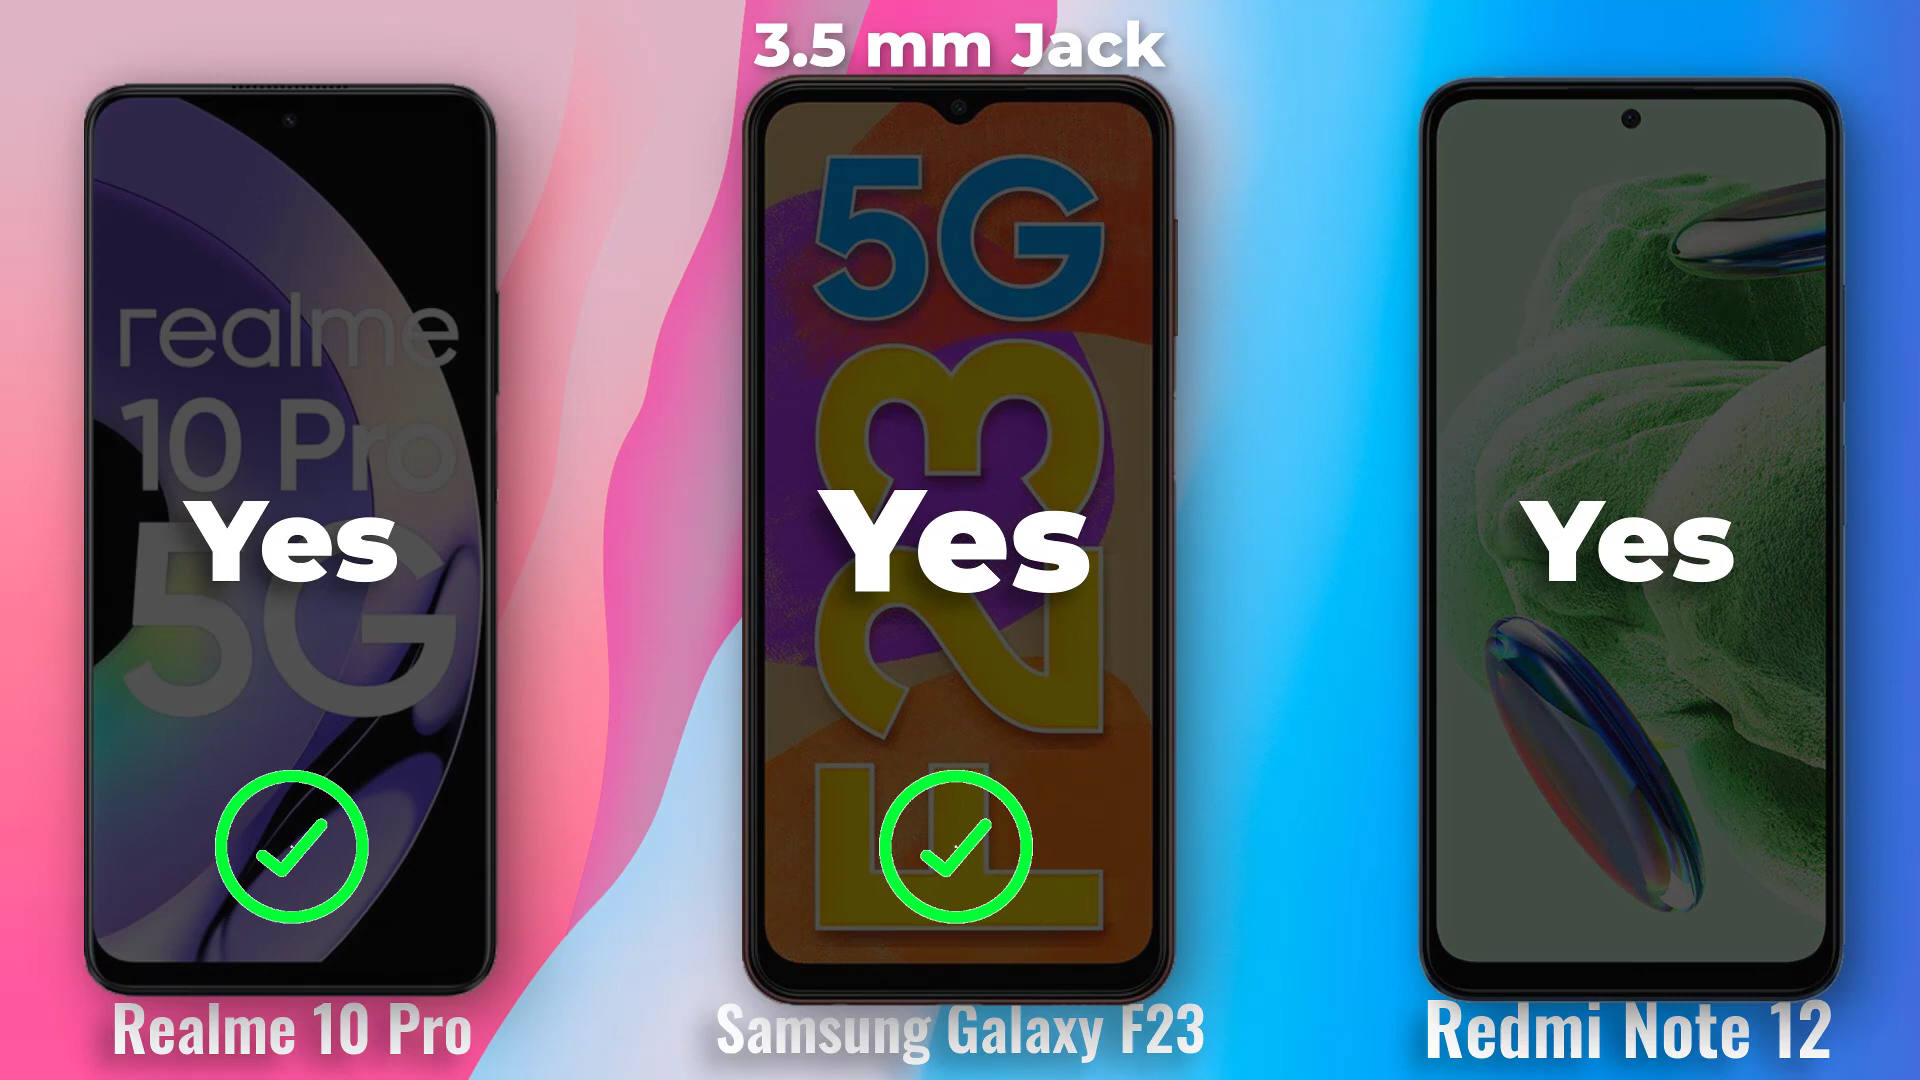 3.5 mm Jack
realme
10 Pro
5G
Yes
Realme 10 Pro
5G
F23
Yes
Samsung Galaxy F23
Yes
Redmi Note 12